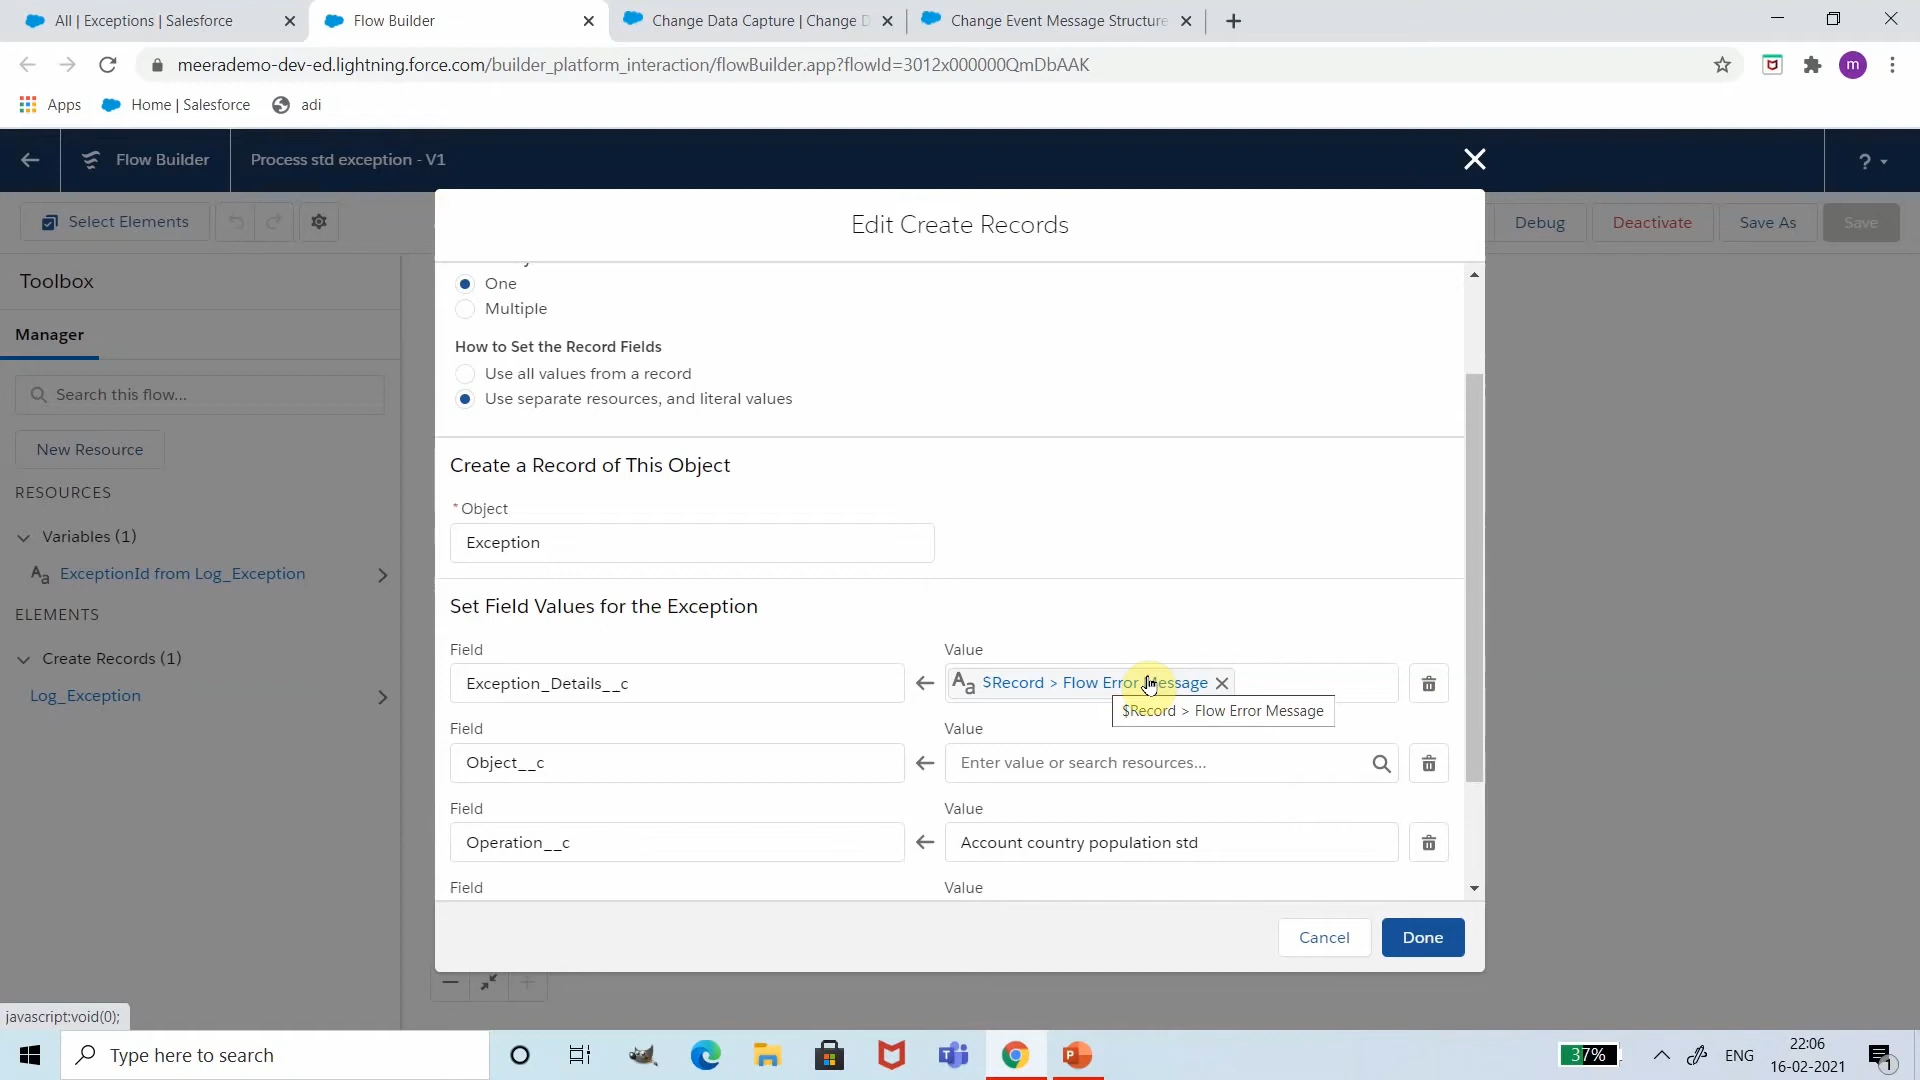 All | Exceptions | Salesforce
Flow Builder
Change Data Capture | Change D
Change Event Message Structure
meerademo-dev-ed.lightning.force.com/builder_platform_interaction/flowBuilder.app?flowId=3012x000000QmDbAAK
m
Apps
Home | Salesforce
adi
Flow Builder
Process std exception - V1
?
Select Elements
Debug
Deactivate
Save As
Save
Edit Create Records
Toolbox
Manager
Search this flow...
New Resource
RESOURCES
Variables (1)
Aa ExceptionId from Log_Exception
ELEMENTS
Create Records (1)
Log_Exception
One
Multiple
How to Set the Record Fields
Use all values from a record
Use separate resources, and literal values
Create a Record of This Object
* Object
Exception
Set Field Values for the Exception
Field
Value
Exception_Details__c
Aa $Record > Flow Error Message
$Record > Flow Error Message
Field
Value
Object__c
Enter value or search resources...
Field
Value
Operation__c
Account country population std
Field
Value
Cancel
Done
javascript:void(0);
Type here to search
37%
ENG
22:06
16-02-2021
1